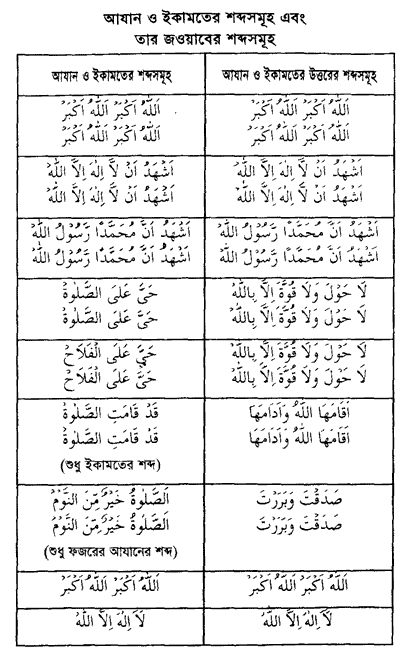 আযান ও ইকামতের শব্দসমূহ এবং
তার জওয়াবের শব্দসমূহ
আযান ও ইকামতের শব্দসমূহ
আযান ও ইকামতের উত্তরের শব্দসমূহ
اَللّٰهُ اَكْبَرُ اَللّٰهُ اَكْبَرُ
اَللّٰهُ اَكْبَرُ اَللّٰهُ اَكْبَرُ
اَللّٰهُ اَكْبَرُ اَللّٰهُ اَكْبَرُ
اَللّٰهُ اَكْبَرُ اَللّٰهُ اَكْبَرُ
اَشْهَدُ اَنْ لَّا اِلٰهَ اِلَّا اللّٰهُ
اَشْهَدُ اَنْ لَّا اِلٰهَ اِلَّا اللّٰهُ
اَشْهَدُ اَنْ لَّا اِلٰهَ اِلَّا اللّٰهُ
اَشْهَدُ اَنْ لَّا اِلٰهَ اِلَّا اللّٰهُ
اَشْهَدُ اَنَّ مُحَمَّدًا رَّسُوْلُ اللّٰهِ
اَشْهَدُ اَنَّ مُحَمَّدًا رَّسُوْلُ اللّٰهِ
اَشْهَدُ اَنَّ مُحَمَّدًا رَّسُوْلُ اللّٰهِ
اَشْهَدُ اَنَّ مُحَمَّدًا رَّسُوْلُ اللّٰهِ
حَيَّ عَلَى الصَّلٰوةْ
حَيَّ عَلَى الصَّلٰوةْ
لَا حَوْلَ وَلَا قُوَّةَ اِلَّا بِاللّٰهِ
لَا حَوْلَ وَلَا قُوَّةَ اِلَّا بِاللّٰهِ
حَيَّ عَلَى الْفَلَاحْ
حَيَّ عَلَى الْفَلَاحْ
لَا حَوْلَ وَلَا قُوَّةَ اِلَّا بِاللّٰهِ
لَا حَوْلَ وَلَا قُوَّةَ اِلَّا بِاللّٰهِ
قَدْ قَامَتِ الصَّلٰوةْ
قَدْ قَامَتِ الصَّلٰوةْ
(শুধু ইকামতের শব্দ)
اَقَامَهَا اللّٰهُ وَاَدَامَهَا
اَقَامَهَا اللّٰهُ وَاَدَامَهَا
اَلصَّلٰوةُ خَيْرٌ مِّنَ النَّوْمْ
اَلصَّلٰوةُ خَيْرٌ مِّنَ النَّوْمْ
(শুধু ফজরের আযানের শব্দ)
صَدَقْتَ وَبَرَرْتَ
صَدَقْتَ وَبَرَرْتَ
اَللّٰهُ اَكْبَرُ اَللّٰهُ اَكْبَرُ
اَللّٰهُ اَكْبَرُ اَللّٰهُ اَكْبَرُ
لَا اِلٰهَ اِلَّا اللّٰهُ
لَا اِلٰهَ اِلَّا اللّٰهُ